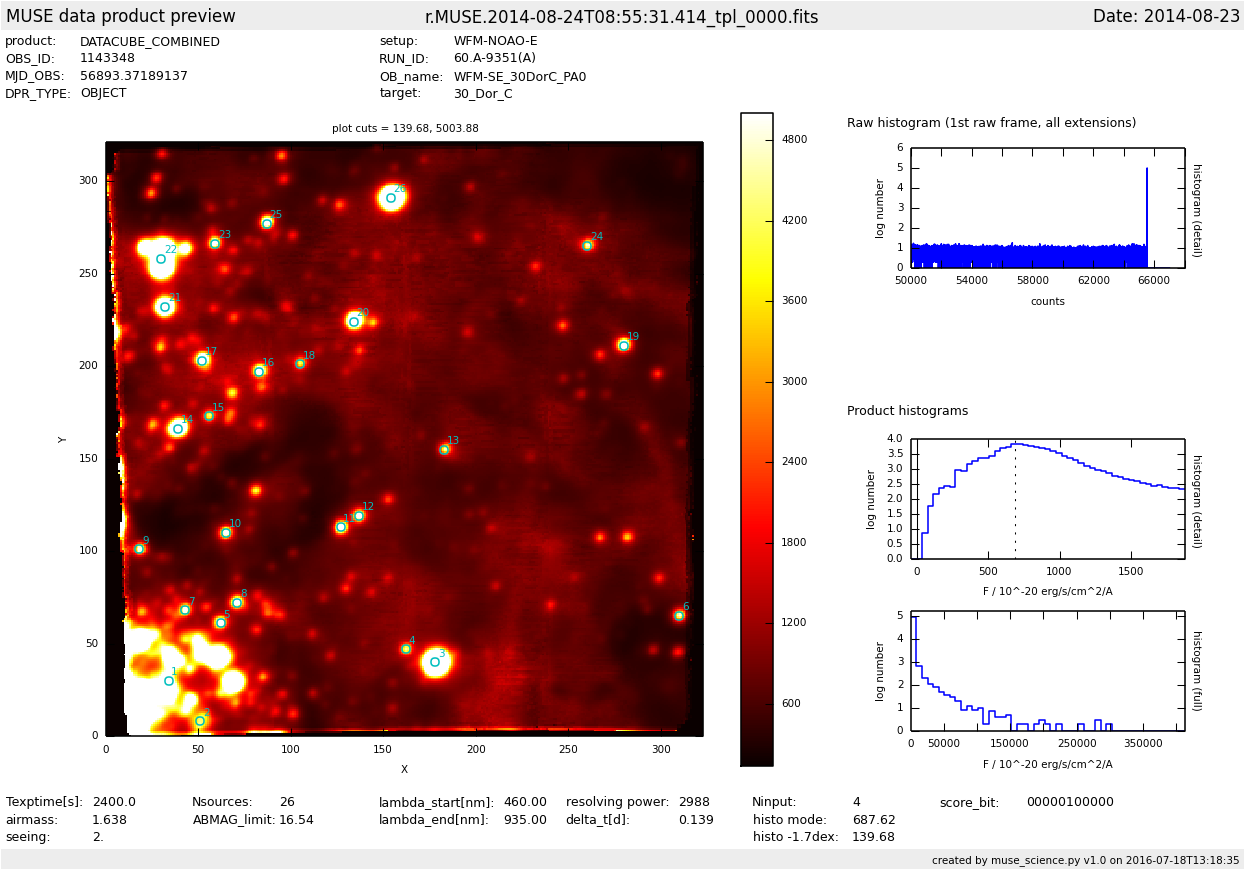 MUSE data product preview r.MUSE.2014-08-24T08:55:31.414_tpl_0000.fits Date: 2014-08-23
product: DATACUBE_COMBINED setup: WFM-NOAO-E
OBS_ID: 1143348 RUN_ID: 60.A-9351(A)
MJD_OBS: 56893.37189137 OB_name: WFM-SE_30DorC_PA0
DPR_TYPE: OBJECT target: 30_Dor_C
plot cuts = 139.68, 5003.88
26
25
24
23
22
21
20
19
18
17
16
15
14
13
12
11
10
9
8
7
6
5
4
3
2
1
300
250
200
150
100
50
0
Y
0 50 100 150 200 250 300
X
4800
4200
3600
3000
2400
1800
1200
600
Raw histogram (1st raw frame, all extensions)
6
5
4
3
2
1
0
log number
histogram (detail)
50000 54000 58000 62000 66000
counts
Product histograms
4.0
3.5
3.0
2.5
2.0
1.5
1.0
0.5
0.0
log number
histogram (detail)
0 500 1000 1500
F / 10^-20 erg/s/cm^2/A
5
4
3
2
1
0
log number
histogram (full)
0 50000 150000 250000 350000
F / 10^-20 erg/s/cm^2/A
Texptime[s]: 2400.0 Nsources: 26 lambda_start[nm]: 460.00 resolving power: 2988 Ninput: 4 score_bit: 00000100000
airmass: 1.638 ABMAG_limit: 16.54 lambda_end[nm]: 935.00 delta_t[d]: 0.139 histo mode: 687.62
seeing: 2. histo -1.7dex: 139.68
created by muse_science.py v1.0 on 2016-07-18T13:18:35